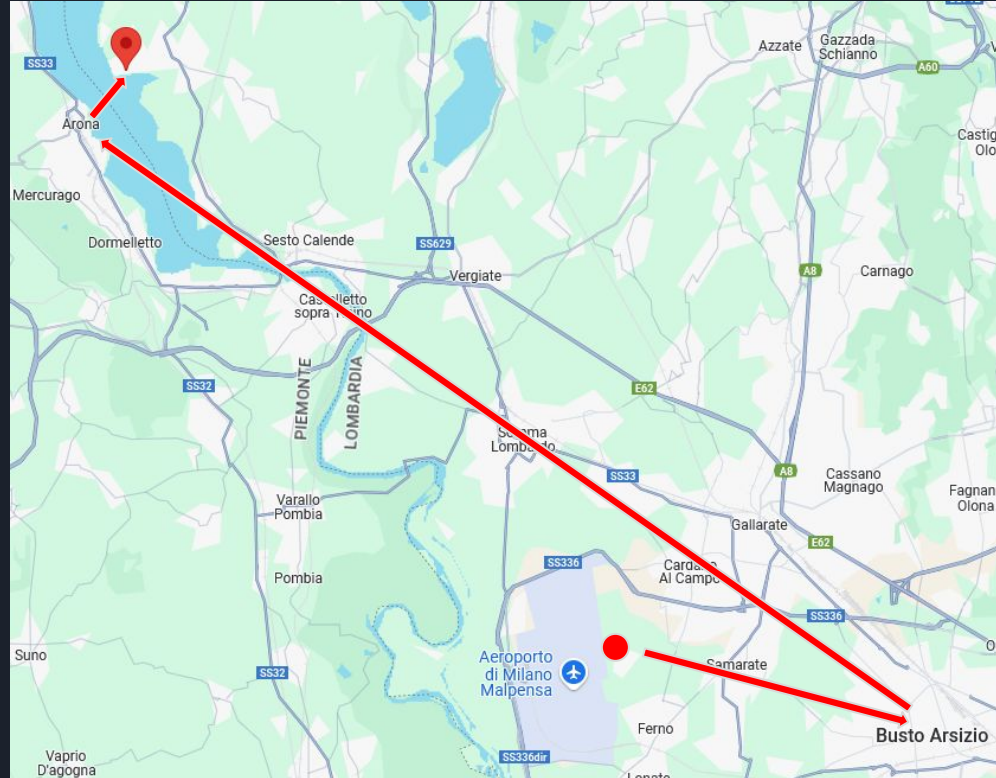 Azzate
Gazzada
Schianno
SS33
A60
Arona
Castig
Olo
Mercurago
Dormelletto
Sesto Calende
SS629
Vergiate
A8
Carnago
Castelletto
sopra Ticino
PIEMONTE
LOMBARDIA
SS32
E62
Somma
Lombardo
SS33
A8
Cassano
Magnago
Fagnan
Olona
Varallo
Pombia
Gallarate
E62
SS336
Cardano
Al Campo
Pombia
SS336
Suno
SS32
Aeroporto
di Milano
Malpensa
Samarate
Ferno
Busto Arsizio
Vaprio
D'agogna
SS336dir